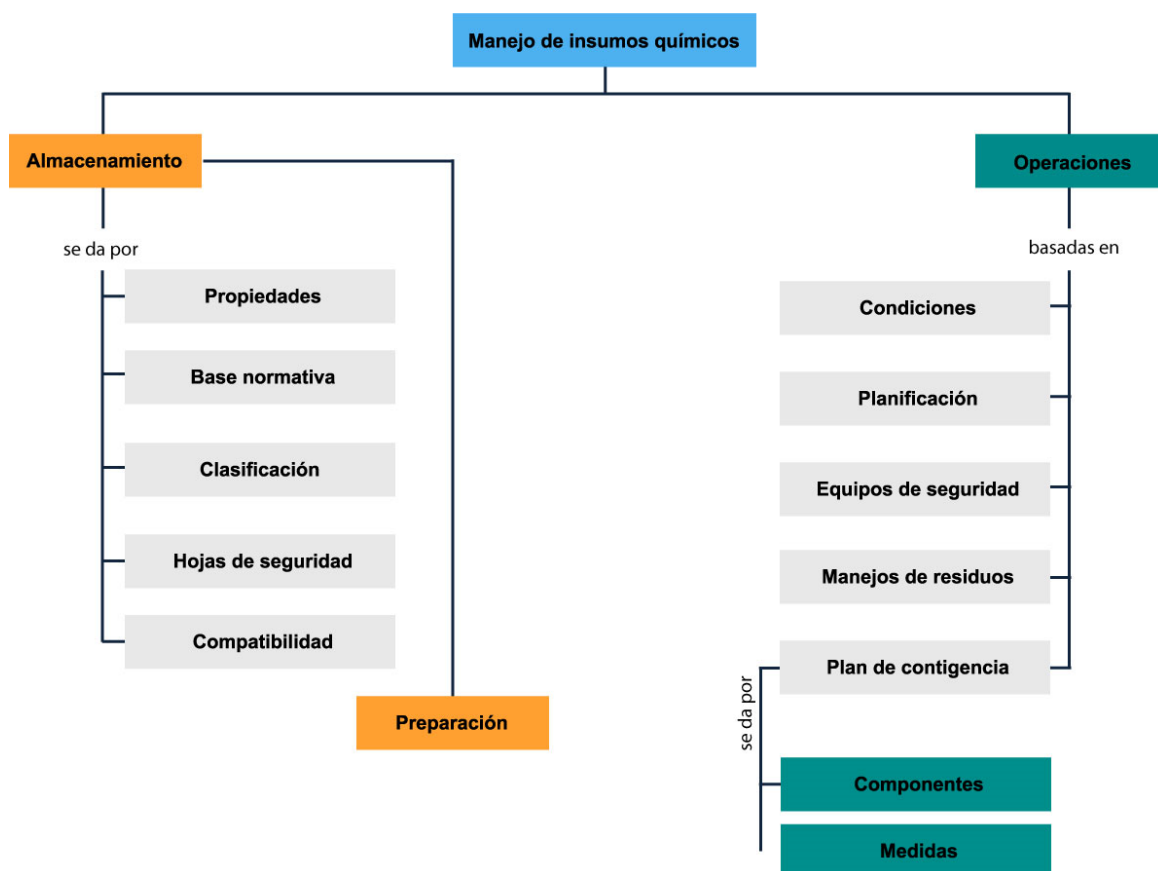 Manejo de insumos químicos
Almacenamiento
se da por
Propiedades
Base normativa
Clasificación
Hojas de seguridad
Compatibilidad
Preparación
Operaciones
basadas en
Condiciones
Planificación
Equipos de seguridad
Manejos de residuos
Plan de contigencia
se da por
Componentes
Medidas